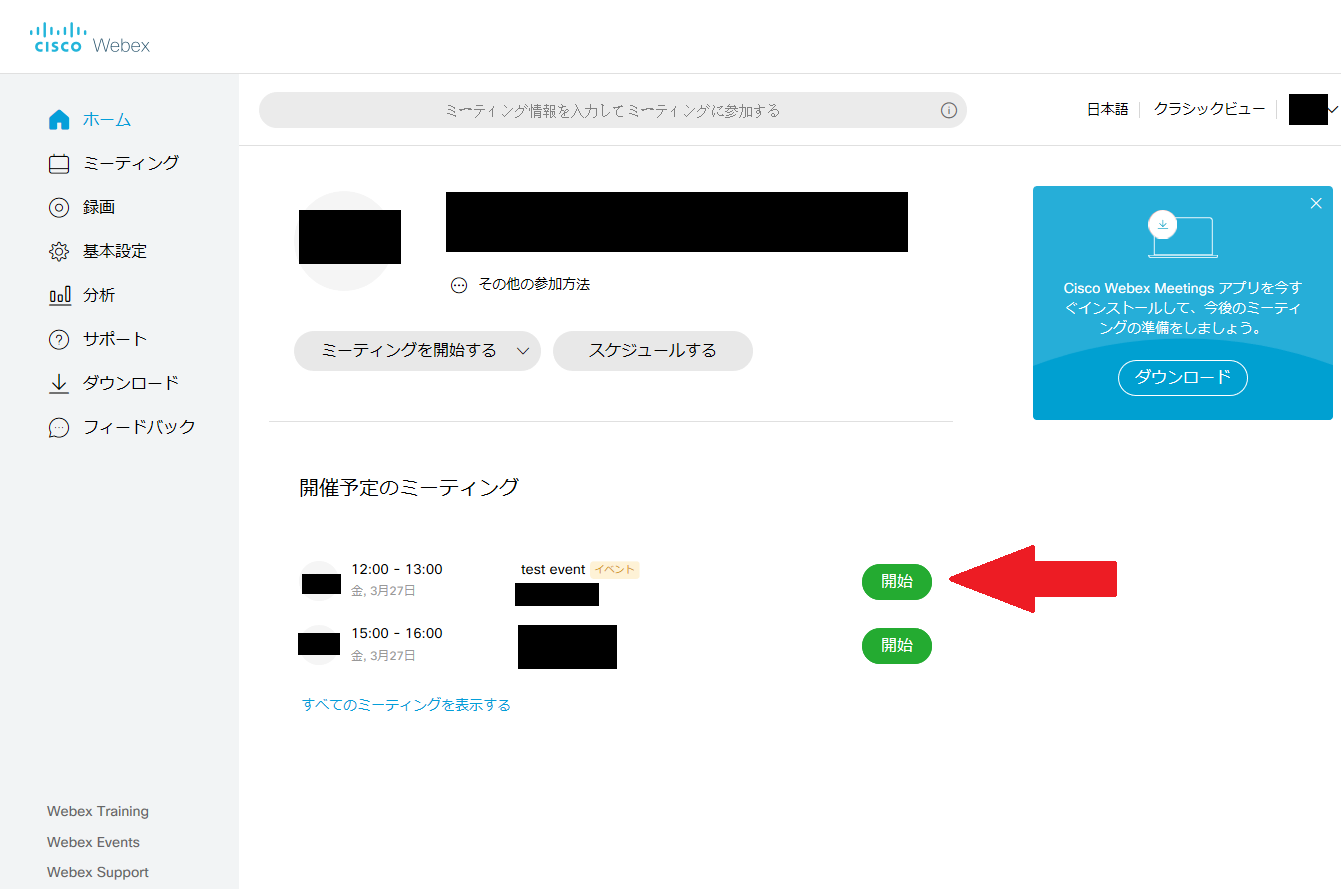 CISCO Webex
ホーム
ミーティング
録画
基本設定
分析
サポート
ダウンロード
フィードバック
Webex Training
Webex Events
Webex Support
ミーティング情報を入力してミーティングに参加する
日本語
クラシックビュー
その他の参加方法
ミーティングを開始する
スケジュールする
Cisco Webex Meetings アプリを今す
ぐインストールして、今後のミーティ
ングの準備をしましょう。
ダウンロード
開催予定のミーティング
12:00 - 13:00
金, 3月27日
test event イベント
開始
15:00 - 16:00
金, 3月27日
開始
すべてのミーティングを表示する